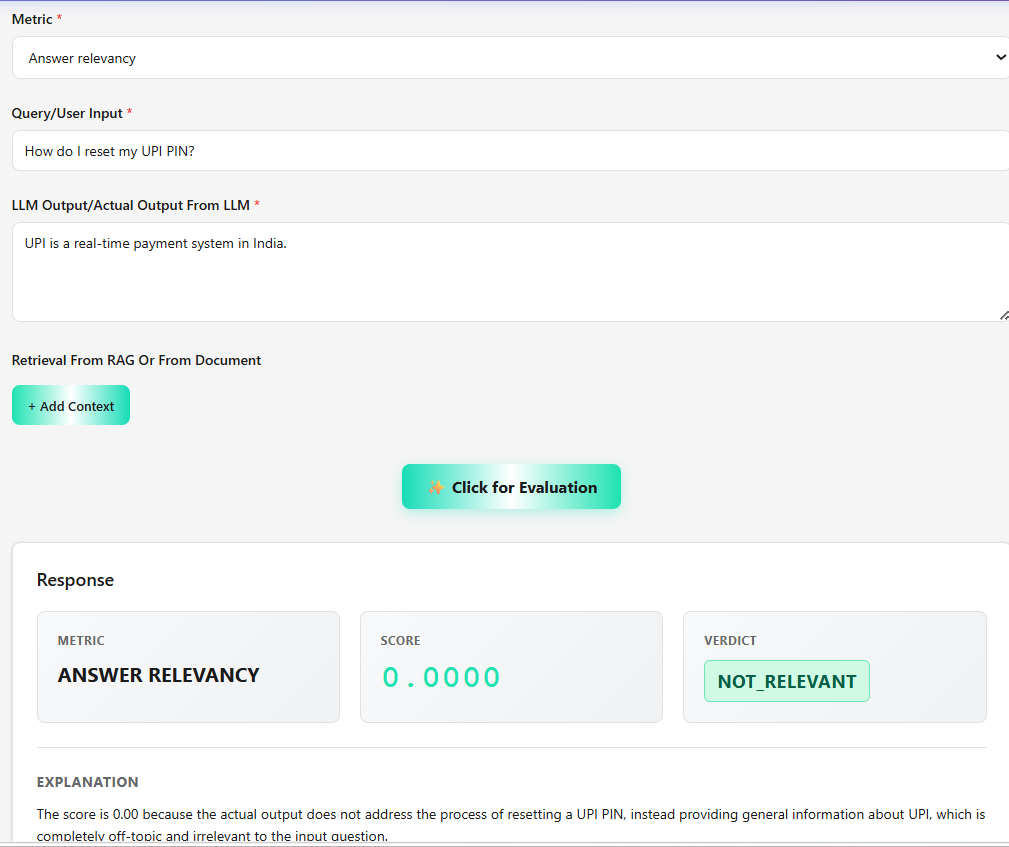 Metric *
Answer relevancy
Query/User Input *
How do I reset my UPI PIN?
LLM Output/Actual Output From LLM *
UPI is a real-time payment system in India.
Retrieval From RAG Or From Document
+ Add Context
✨ Click for Evaluation
Response
METRIC
ANSWER RELEVANCY
SCORE
0.0000
VERDICT
NOT_RELEVANT
EXPLANATION
The score is 0.00 because the actual output does not address the process of resetting a UPI PIN, instead providing general information about UPI, which is
completely off-topic and irrelevant to the input question.